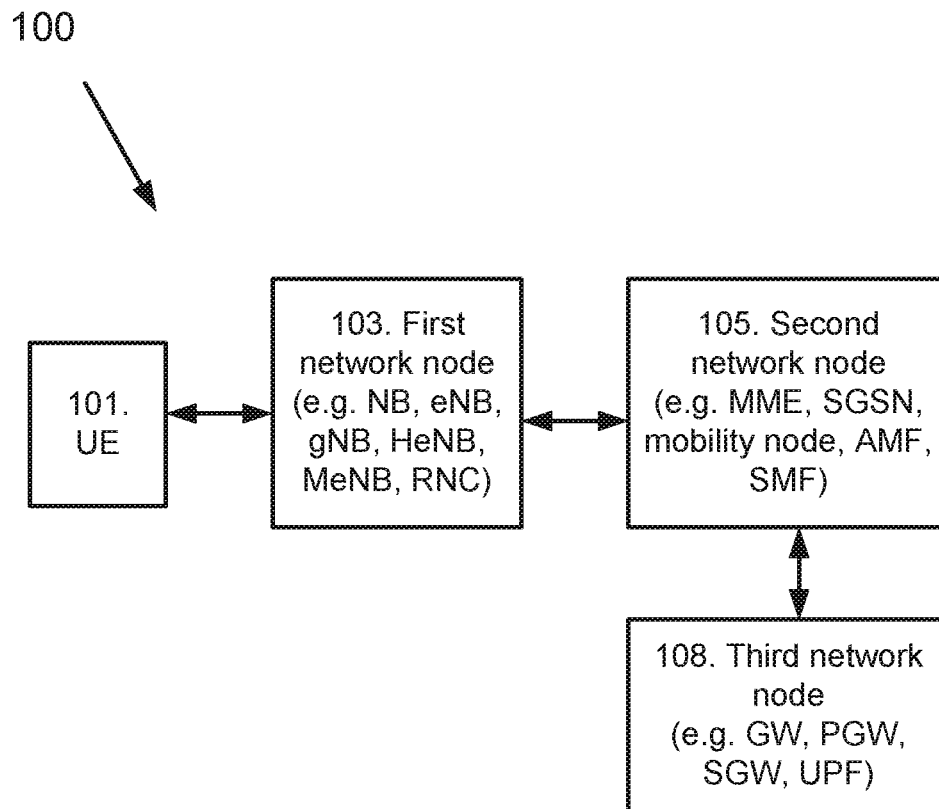 100
101.
UE
103. First
network node
(e.g. NB, eNB,
gNB, HeNB,
MeNB, RNC)
105. Second
network node
(e.g. MME, SGSN,
mobility node, AMF,
SMF)
108. Third network
node
(e.g. GW, PGW,
SGW, UPF)